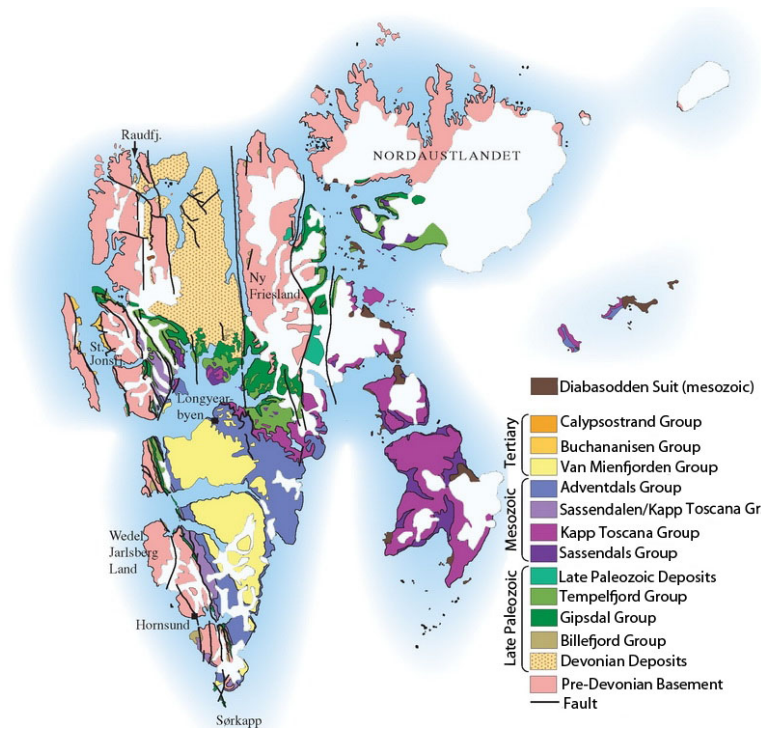 Raudfj.
NORDAUSTLANDET
Ny
Friesland.
St.
Jonsfj.
Longyear-
byen
Wedel
Jarlsberg
Land
Hornsund
Sørkapp
Diabasodden Suit (mesozoic)
Tertiary
Calypsostrand Group
Buchananisen Group
Van Mienfjorden Group
Mesozoic
Adventdals Group
Sassendalen/Kapp Toscana Gr
Kapp Toscana Group
Sassendals Group
Late Paleozoic
Late Paleozoic Deposits
Tempelfjord Group
Gipsdal Group
Billefjord Group
Devonian Deposits
Pre-Devonian Basement
Fault